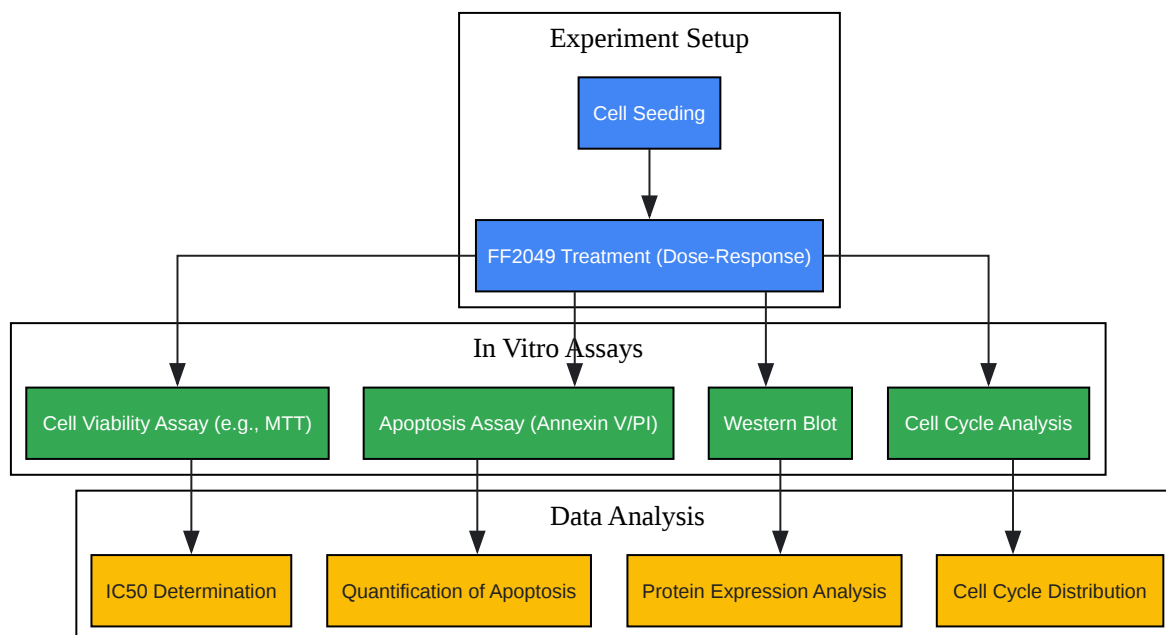 Experiment Setup
Cell Seeding
FF2049 Treatment (Dose-Response)
In Vitro Assays
Cell Viability Assay (e.g., MTT)
Apoptosis Assay (Annexin V/PI)
Western Blot
Cell Cycle Analysis
Data Analysis
IC50 Determination
Quantification of Apoptosis
Protein Expression Analysis
Cell Cycle Distribution